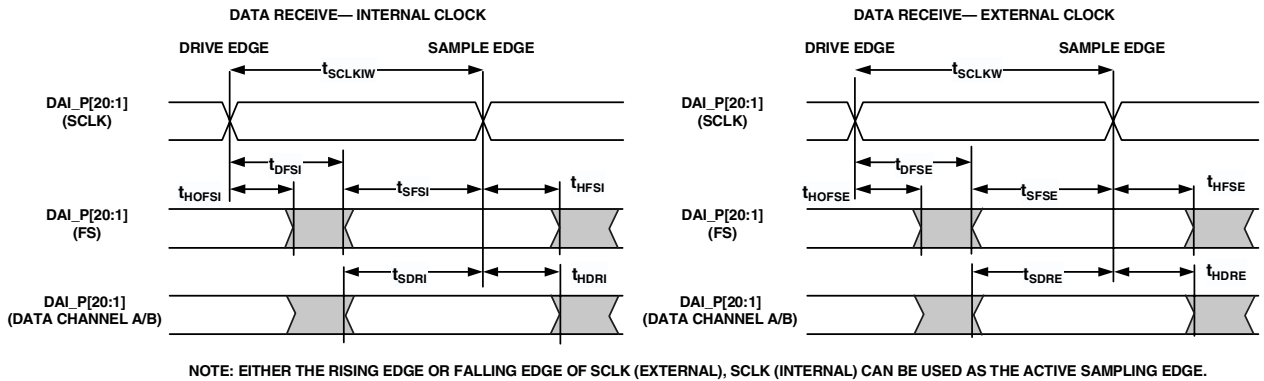 DATA RECEIVE— INTERNAL CLOCK
DRIVE EDGE
SAMPLE EDGE
tSCLKIW
DAI_P[20:1]
(SCLK)
tDFSI
tHOFSI
tSFSI
tHFSI
DAI_P[20:1]
(FS)
tSDRI
tHDRI
DAI_P[20:1]
(DATA CHANNEL A/B)
DATA RECEIVE— EXTERNAL CLOCK
DRIVE EDGE
SAMPLE EDGE
tSCLKW
DAI_P[20:1]
(SCLK)
tDFSE
tHOFSE
tSFSE
tHFSE
DAI_P[20:1]
(FS)
tSDRE
tHDRE
DAI_P[20:1]
(DATA CHANNEL A/B)
NOTE: EITHER THE RISING EDGE OR FALLING EDGE OF SCLK (EXTERNAL), SCLK (INTERNAL) CAN BE USED AS THE ACTIVE SAMPLING EDGE.